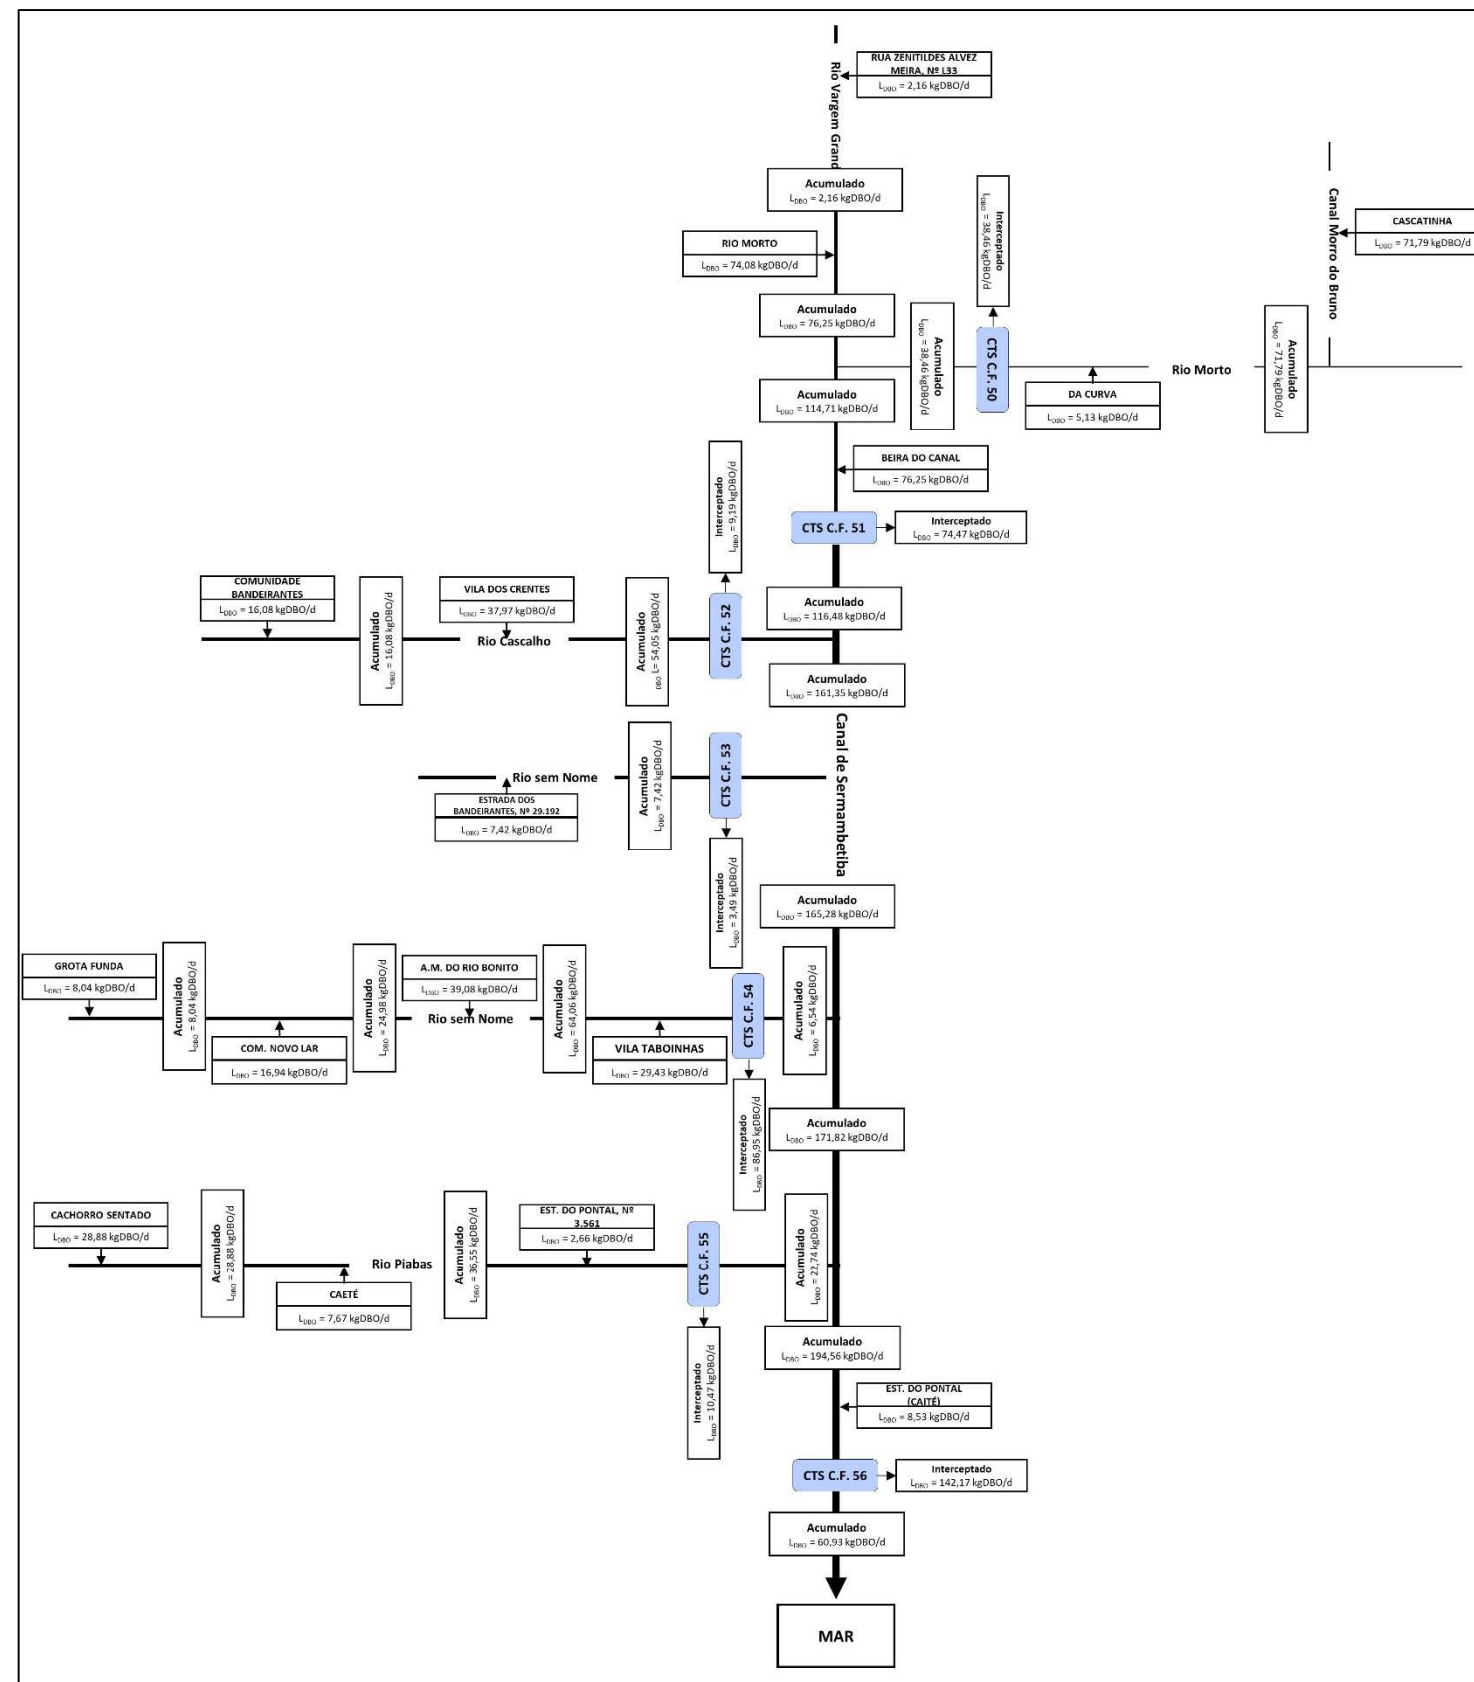 RUA ZENITILDES ALVEZ
MEIRA, Nº L33
LDBO = 2,16 kgDBO/d
Rio Vargem Grand
Acumulado
LDBO = 2,16 kgDBO/d
RIO MORTO
LDBO = 74,08 kgDBO/d
Acumulado
LDBO = 76,25 kgDBO/d
Interceptado
LDBO = 38,46 kgDBO/d
CTS C.F. 50
Acumulado
LDBO = 38,46 kgDBO/d
Canal Morro do Bruno
CASCATINHA
LDBO = 71,79 kgDBO/d
Acumulado
LDBO = 71,79 kgDBO/d
Rio Morto
DA CURVA
LDBO = 5,13 kgDBO/d
Acumulado
LDBO = 114,71 kgDBO/d
BEIRA DO CANAL
LDBO = 76,25 kgDBO/d
CTS C.F. 51
Interceptado
LDBO = 74,47 kgDBO/d
Interceptado
LDBO = 9,19 kgDBO/d
CTS C.F. 52
COMUNIDADE
BANDEIRANTES
LDBO = 16,08 kgDBO/d
Acumulado
LDBO = 16,08 kgDBO/d
VILA DOS CRENTES
LDBO = 37,97 kgDBO/d
Rio Cascalho
Acumulado
DBO L= 54,05 kgDBO/d
Acumulado
LDBO = 116,48 kgDBO/d
Acumulado
LDBO = 161,35 kgDBO/d
Canal de Sermambetiba
Rio sem Nome
ESTRADA DOS
BANDEIRANTES, Nº 29.192
LDBO = 7,42 kgDBO/d
Acumulado
LDBO = 7,42 kgDBO/d
CTS C.F. 53
Interceptado
LDBO = 3,49 kgDBO/d
Acumulado
LDBO = 165,28 kgDBO/d
GROTA FUNDA
LDBO = 8,04 kgDBO/d
Acumulado
LDBO = 8,04 kgDBO/d
COM. NOVO LAR
LDBO = 16,94 kgDBO/d
Acumulado
LDBO = 24,98 kgDBO/d
A.M. DO RIO BONITO
LDBO = 39,08 kgDBO/d
Rio sem Nome
Acumulado
LDBO = 64,06 kgDBO/d
VILA TABOINHAS
LDBO = 29,43 kgDBO/d
CTS C.F. 54
Interceptado
LDBO = 86,95 kgDBO/d
Acumulado
LDBO = 6,54 kgDBO/d
Acumulado
LDBO = 171,82 kgDBO/d
CACHORRO SENTADO
LDBO = 28,88 kgDBO/d
Acumulado
LDBO = 28,88 kgDBO/d
CAETÉ
LDBO = 7,67 kgDBO/d
Rio Piabas
Acumulado
LDBO = 36,55 kgDBO/d
EST. DO PONTAL, Nº
3.561
LDBO = 2,66 kgDBO/d
CTS C.F. 55
Interceptado
LDBO = 10,47 kgDBO/d
Acumulado
LDBO = 22,74 kgDBO/d
Acumulado
LDBO = 194,56 kgDBO/d
EST. DO PONTAL
(CAITÉ)
LDBO = 8,53 kgDBO/d
CTS C.F. 56
Interceptado
LDBO = 142,17 kgDBO/d
Acumulado
LDBO = 60,93 kgDBO/d
MAR